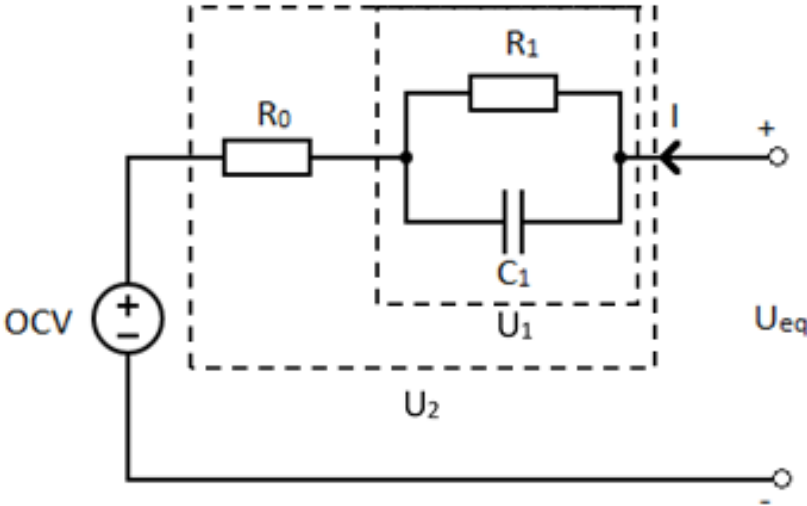 R₁
R₀
I
+
C₁
+
−
OCV
U₁
Ueq
U₂
-